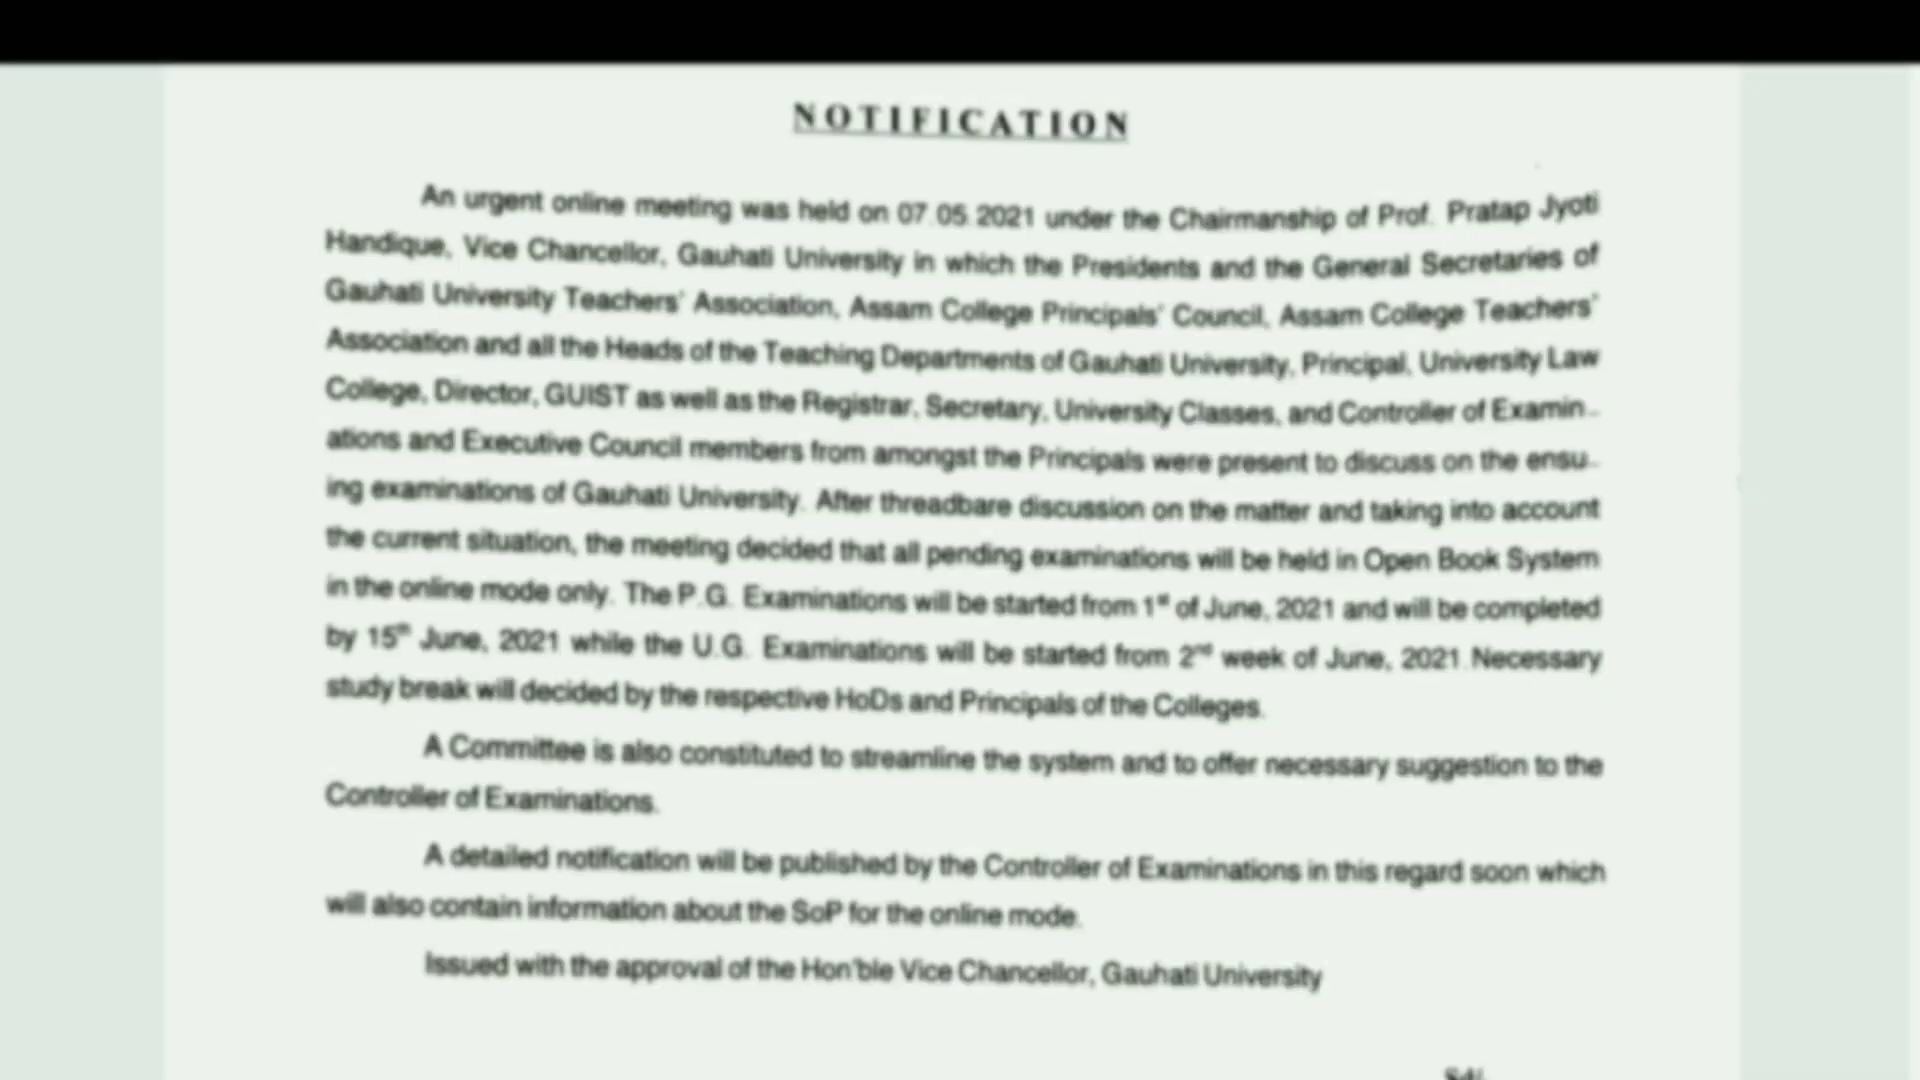 NOTIFICATION
An urgent online meeting was held on 07.05.2021 under the Chairmanship of Prof. Pratap Jyoti
Handique, Vice Chancellor, Gauhati University in which the Presidents and the General Secretaries of
Gauhati University Teachers' Association, Assam College Principals' Council, Assam College Teachers'
Association and all the Heads of the Teaching Departments of Gauhati University, Principal, University Law
College, Director, GUIST as well as the Registrar, Secretary, University Classes, and Controller of Examin-
ations and Executive Council members from amongst the Principals were present to discuss on the ensu-
ing examinations of Gauhati University. After threadbare discussion on the matter and taking into account
the current situation, the meeting decided that all pending examinations will be held in Open Book System
in the online mode only. The P.G. Examinations will be started from 1st of June, 2021 and will be completed
by 15th June, 2021 while the U.G. Examinations will be started from 2nd week of June, 2021. Necessary
study break will decided by the respective HoDs and Principals of the Colleges.
A Committee is also constituted to streamline the system and to offer necessary suggestion to the
Controller of Examinations.
A detailed notification will be published by the Controller of Examinations in this regard soon which
will also contain information about the SoP for the online mode.
Issued with the approval of the Hon'ble Vice Chancellor, Gauhati University
Sd/-